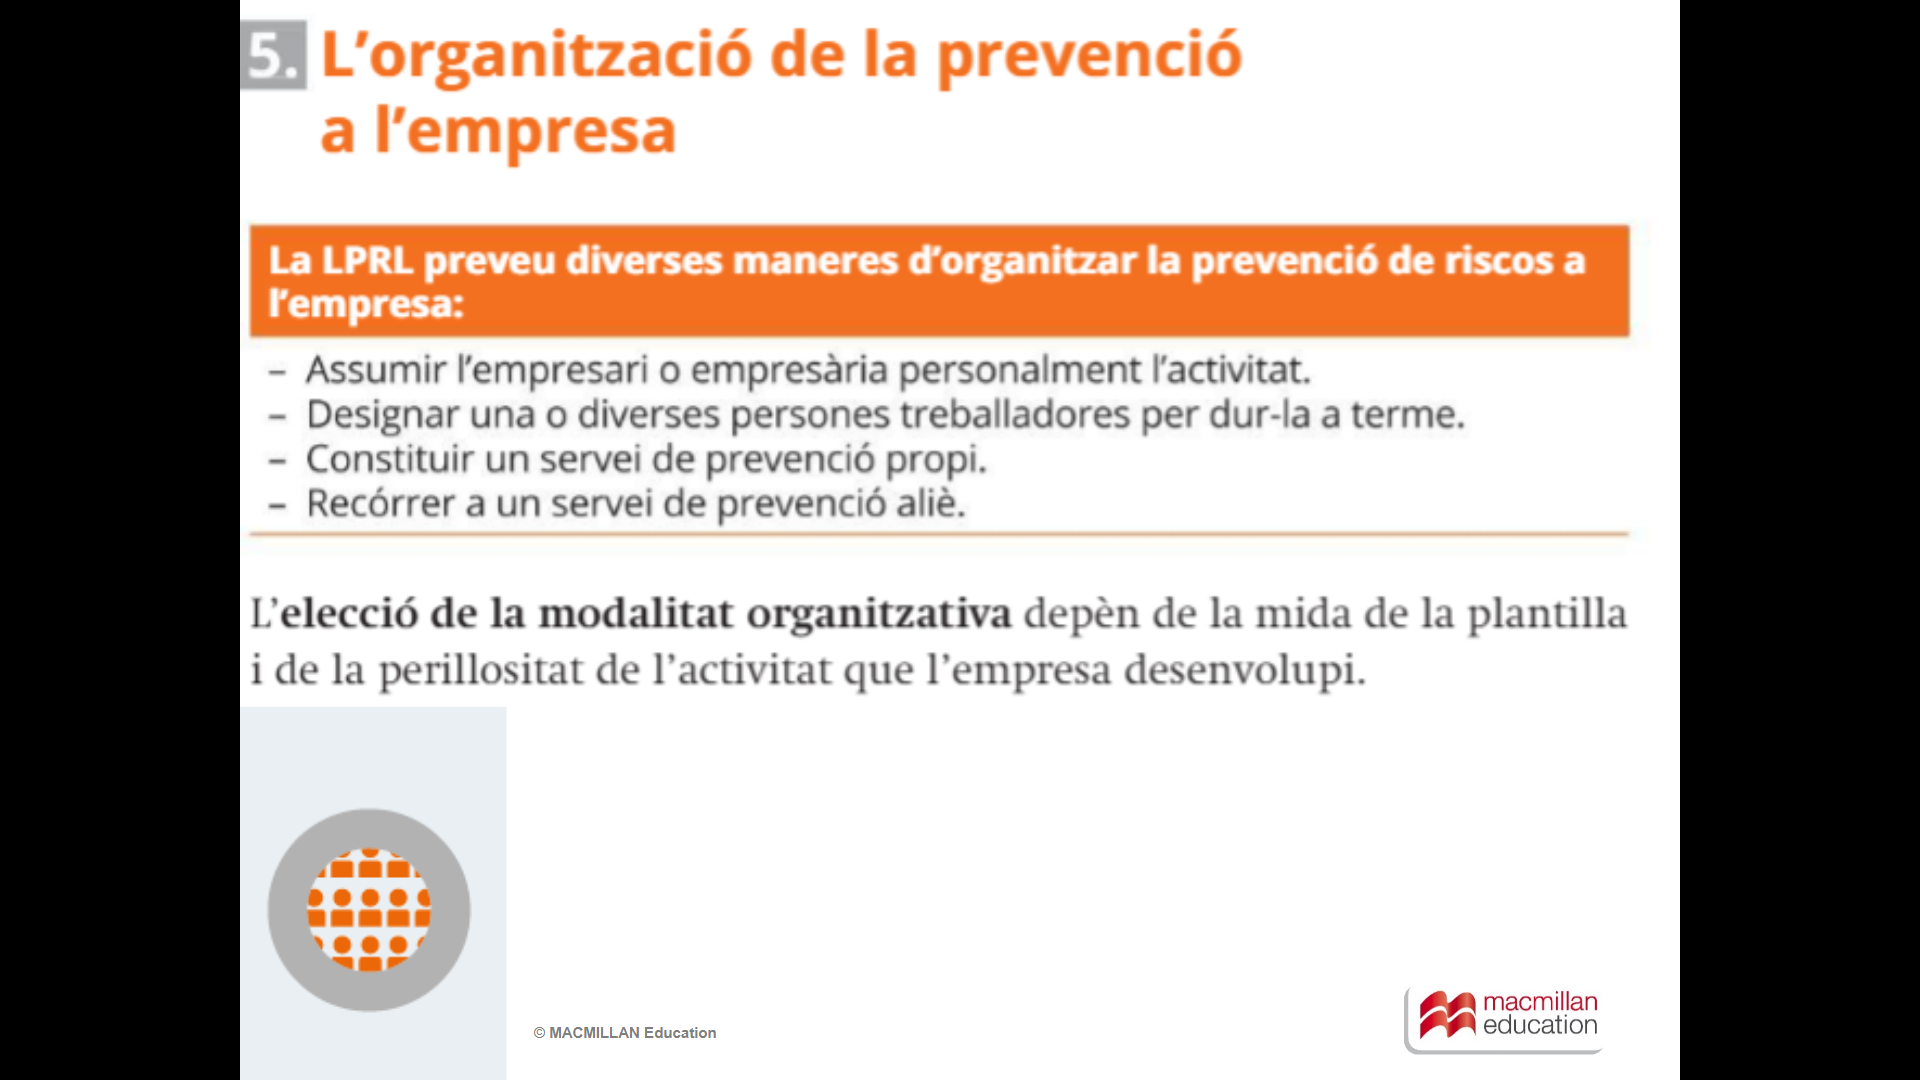 5. L’organització de la prevenció
a l’empresa
La LPRL preveu diverses maneres d’organitzar la prevenció de riscos a
l’empresa:
– Assumir l’empresari o empresària personalment l’activitat.
– Designar una o diverses persones treballadores per dur-la a terme.
– Constituir un servei de prevenció propi.
– Recórrer a un servei de prevenció aliè.
L’elecció de la modalitat organitzativa depèn de la mida de la plantilla
i de la perillositat de l’activitat que l’empresa desenvolupi.
© MACMILLAN Education
macmillan
education